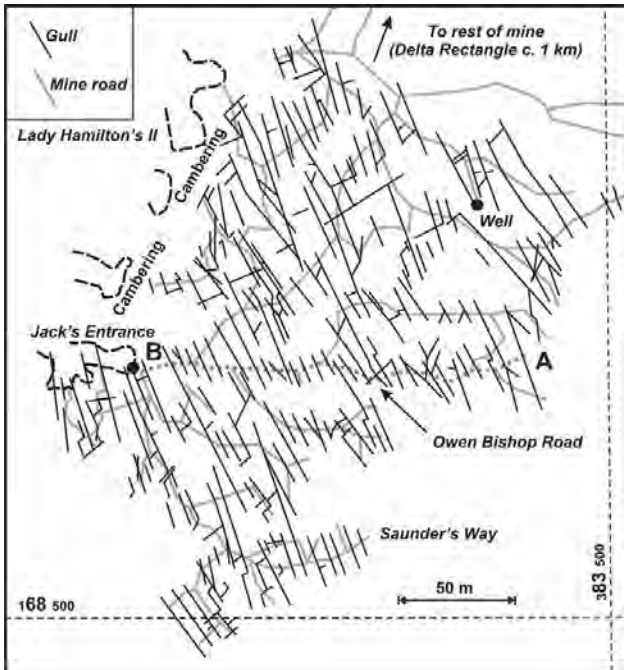 Gull
Mine road
To rest of mine
(Delta Rectangle c. 1 km)
Lady Hamilton's II
Cambering
Well
Cambering
Jack's Entrance
B
A
Owen Bishop Road
Saunder's Way
50 m
168 500
383 500